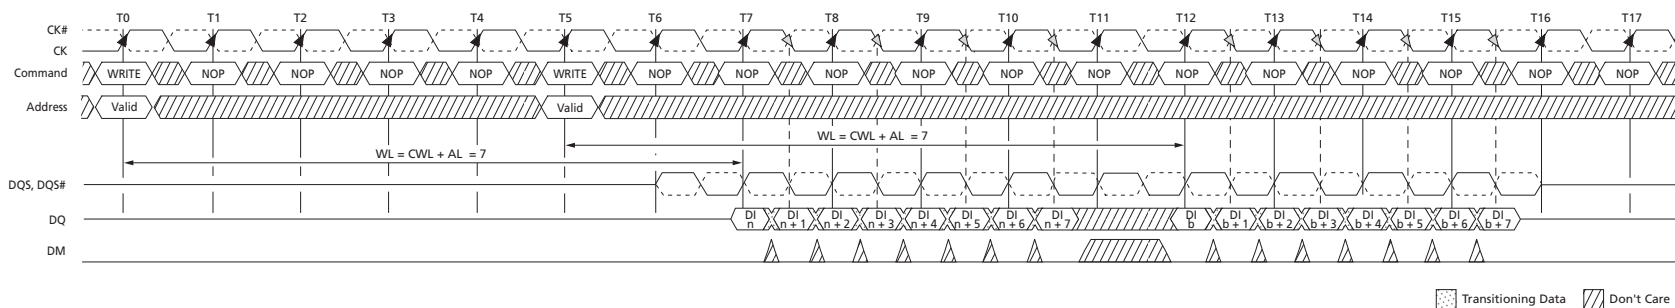 T0 T1 T2 T3 T4 T5 T6 T7 T8 T9 T10 T11 T12 T13 T14 T15 T16 T17
CK#
CK
Command WRITE NOP NOP NOP NOP WRITE NOP NOP NOP NOP NOP NOP NOP NOP NOP NOP NOP NOP
Address Valid Valid
WL = CWL + AL = 7
WL = CWL + AL = 7
DQS, DQS#
DQ DI n DI n + 1 DI n + 2 DI n + 3 DI n + 4 DI n + 5 DI n + 6 DI n + 7 DI b DI b + 1 DI b + 2 DI b + 3 DI b + 4 DI b + 5 DI b + 6 DI b + 7
DM
Transitioning Data Don't Care